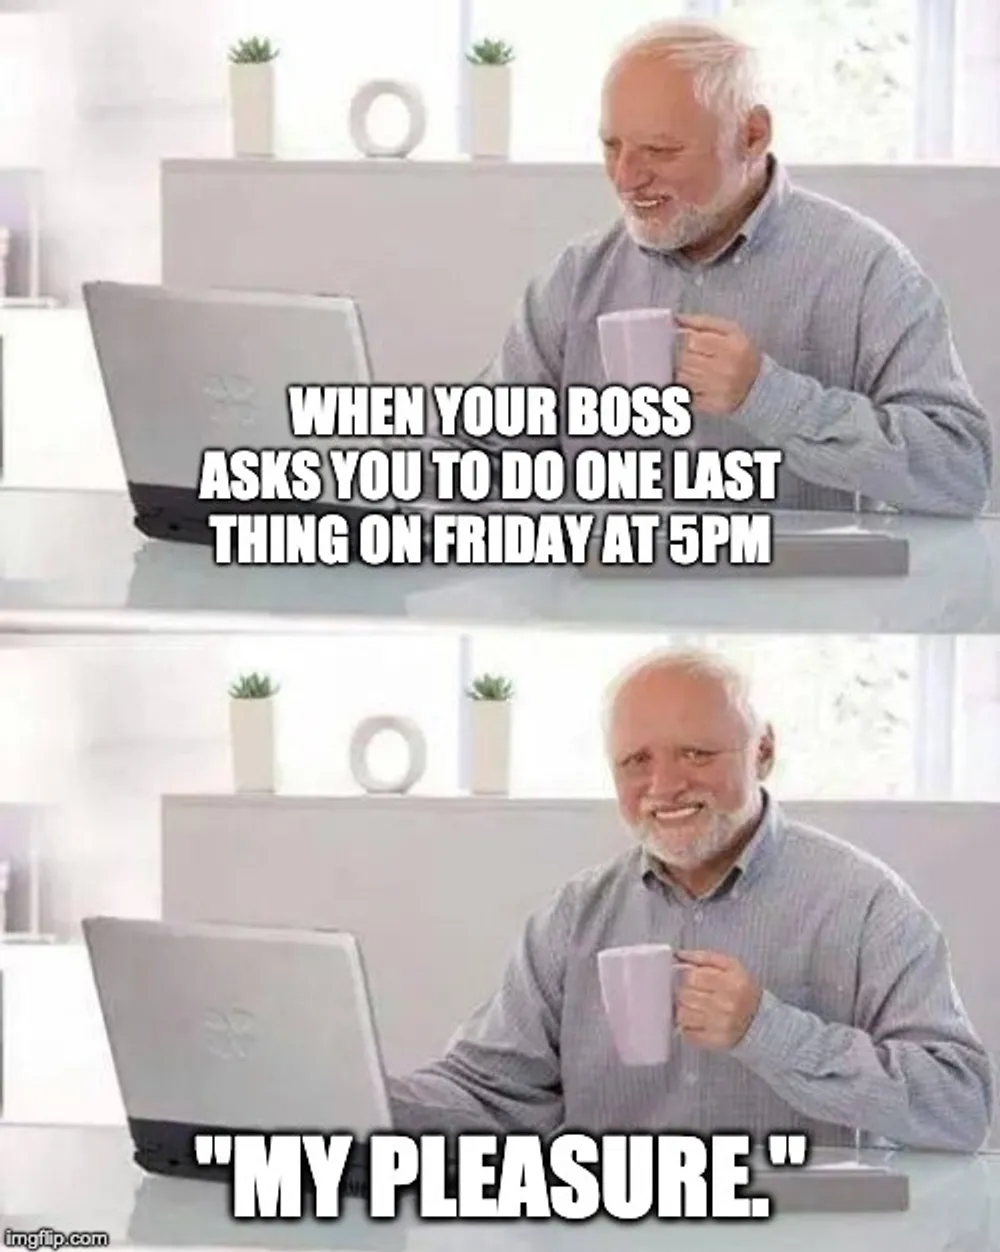 WHEN YOUR BOSS
ASKS YOU TO DO ONE LAST
THING ON FRIDAY AT 5PM
"MY PLEASURE."
imgflip.com